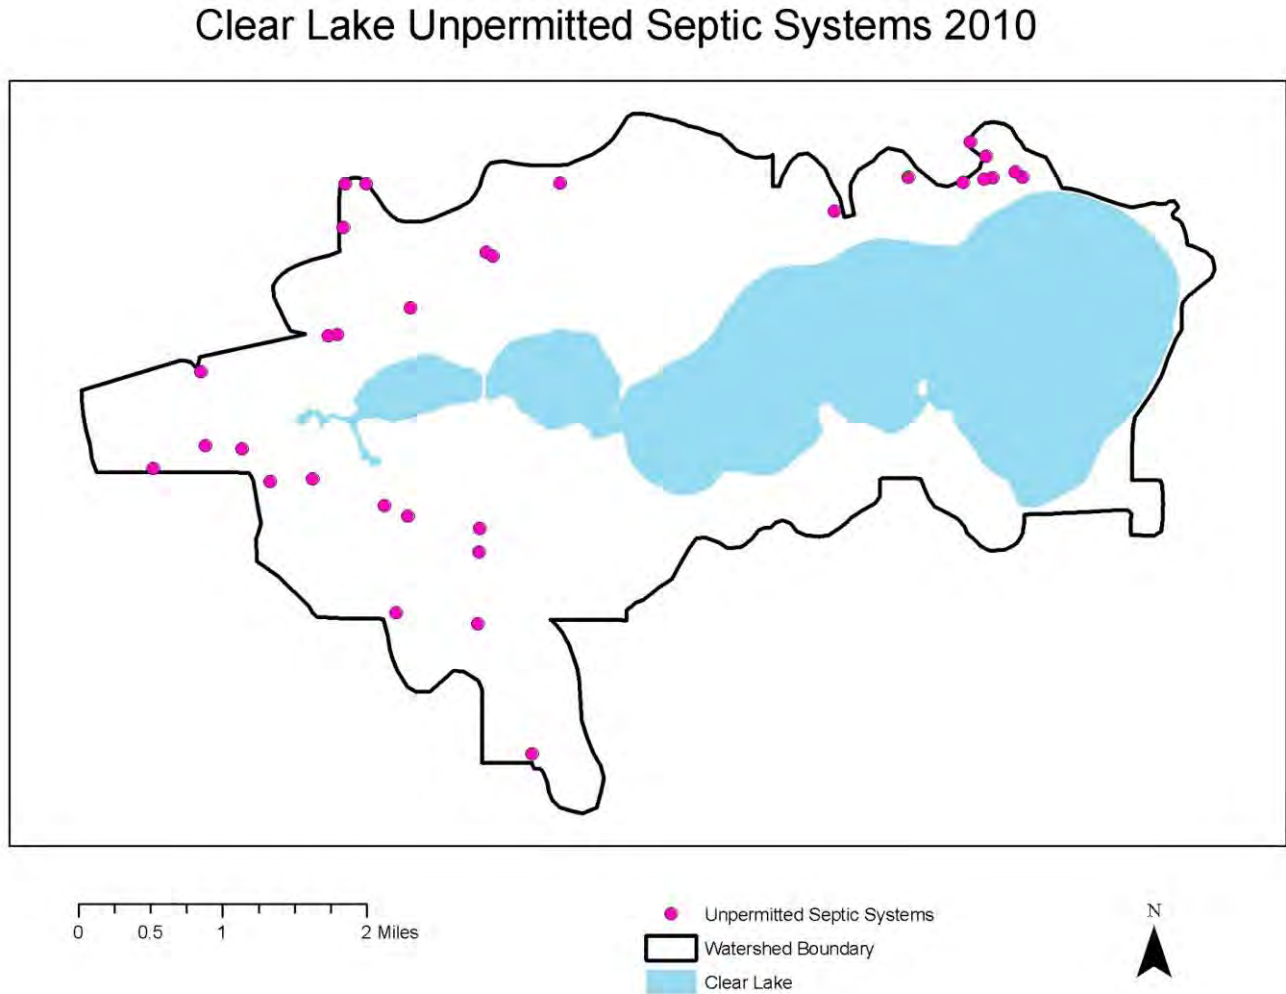 Clear Lake Unpermitted Septic Systems 2010
0 0.5 1 2 Miles
Unpermitted Septic Systems
Watershed Boundary
Clear Lake
N